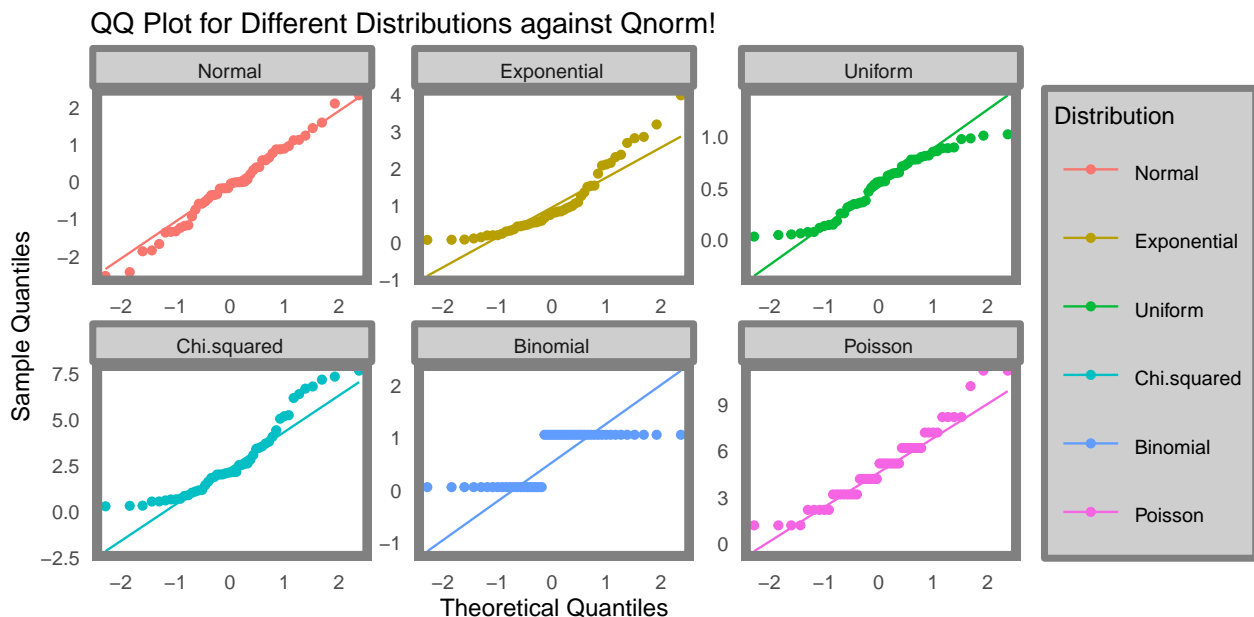 QQ Plot for Different Distributions against Qnorm!
Normal
Exponential
Uniform
2
1
0
−1
−2
4
3
2
1
0
−1
1.0
0.5
0.0
−2 −1 0 1 2
−2 −1 0 1 2
−2 −1 0 1 2
Chi.squared
Binomial
Poisson
7.5
5.0
2.5
0.0
−2.5
2
1
0
−1
9
6
3
0
−2 −1 0 1 2
−2 −1 0 1 2
−2 −1 0 1 2
Sample Quantiles
Theoretical Quantiles
Distribution
Normal
Exponential
Uniform
Chi.squared
Binomial
Poisson